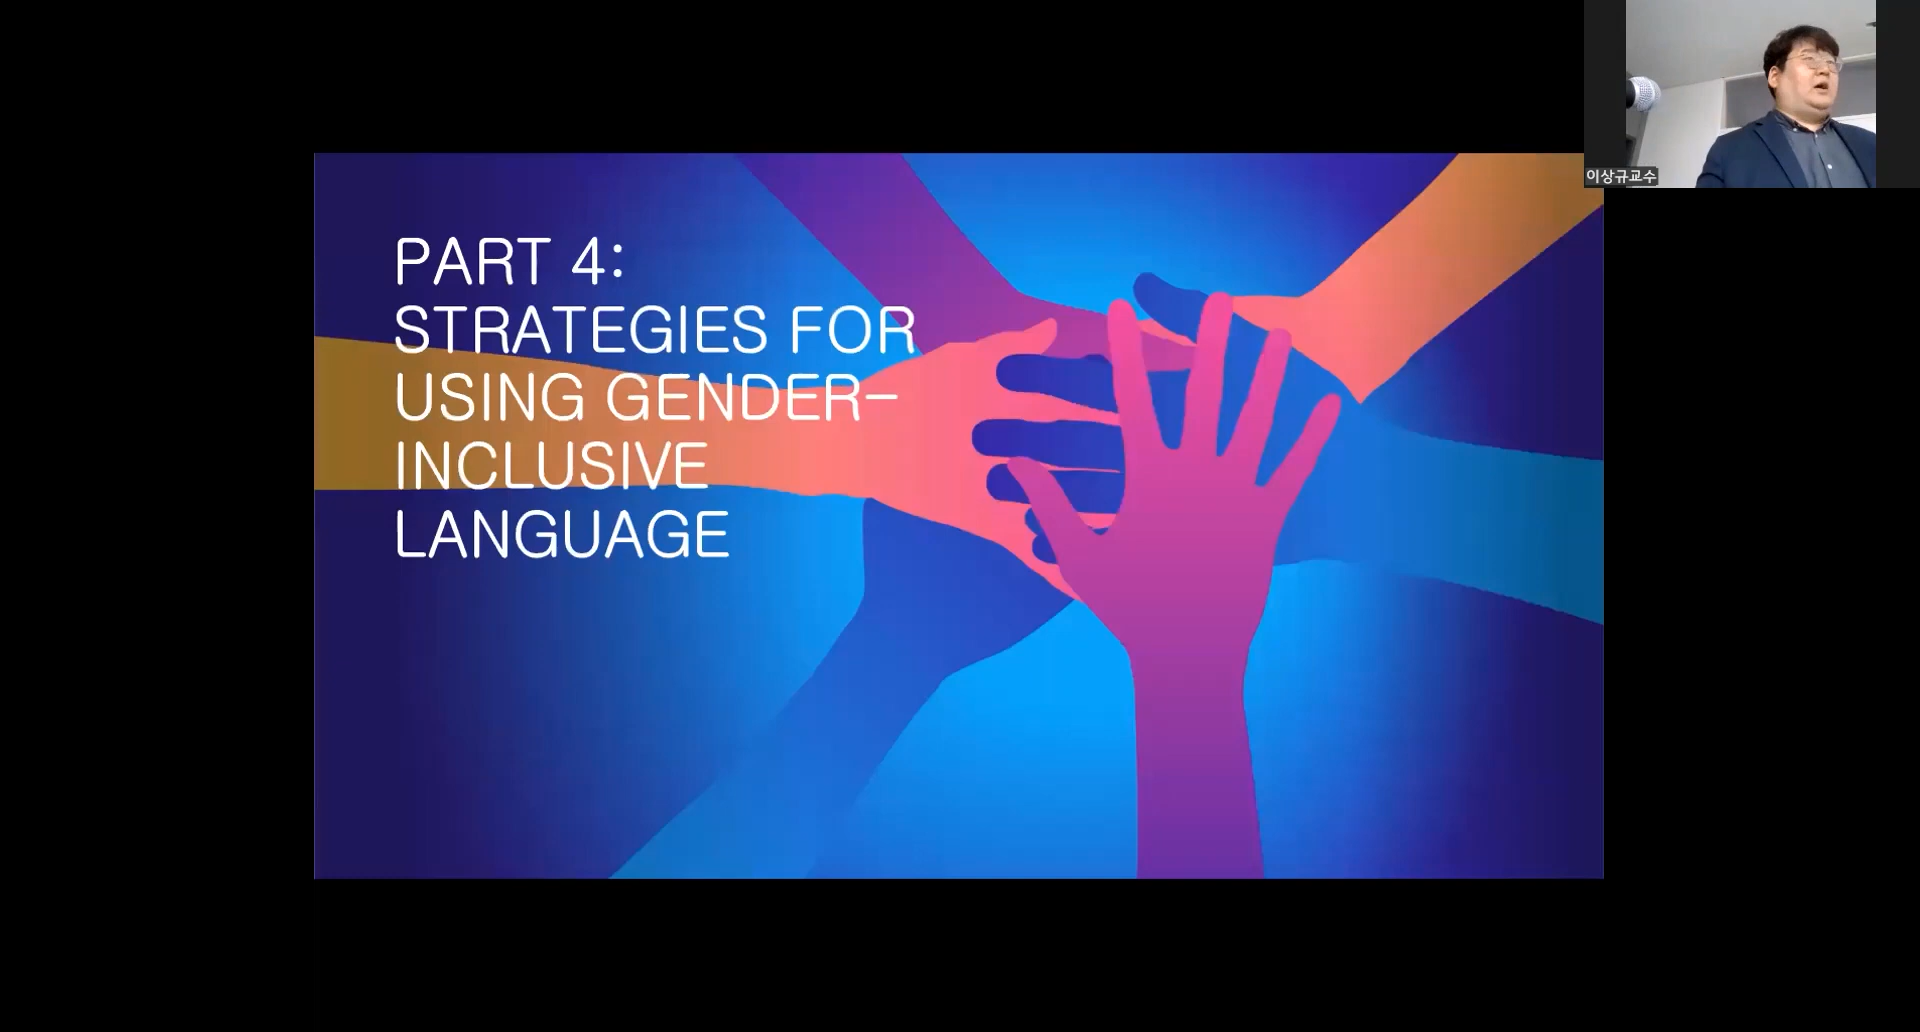 PART 4:
STRATEGIES FOR
USING GENDER-
INCLUSIVE
LANGUAGE
이상규교수